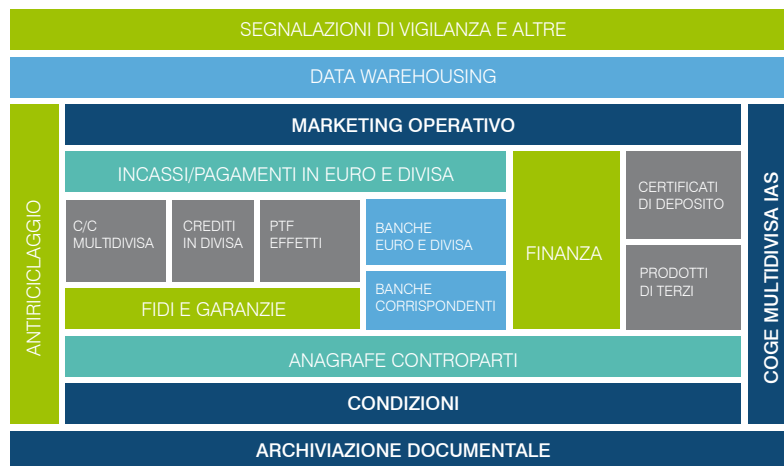 SEGNALAZIONI DI VIGILANZA E ALTRE
DATA WAREHOUSING
ANTIRICICLAGGIO
MARKETING OPERATIVO
INCASSI/PAGAMENTI IN EURO E DIVISA
C/C
MULTIDIVISA
CREDITI
IN DIVISA
PTF
EFFETTI
BANCHE
EURO E DIVISA
FIDI E GARANZIE
BANCHE
CORRISPONDENTI
FINANZA
CERTIFICATI
DI DEPOSITO
PRODOTTI
DI TERZI
ANAGRAFE CONTROPARTI
CONDIZIONI
COGE MULTIDIVISA IAS
ARCHIVIAZIONE DOCUMENTALE